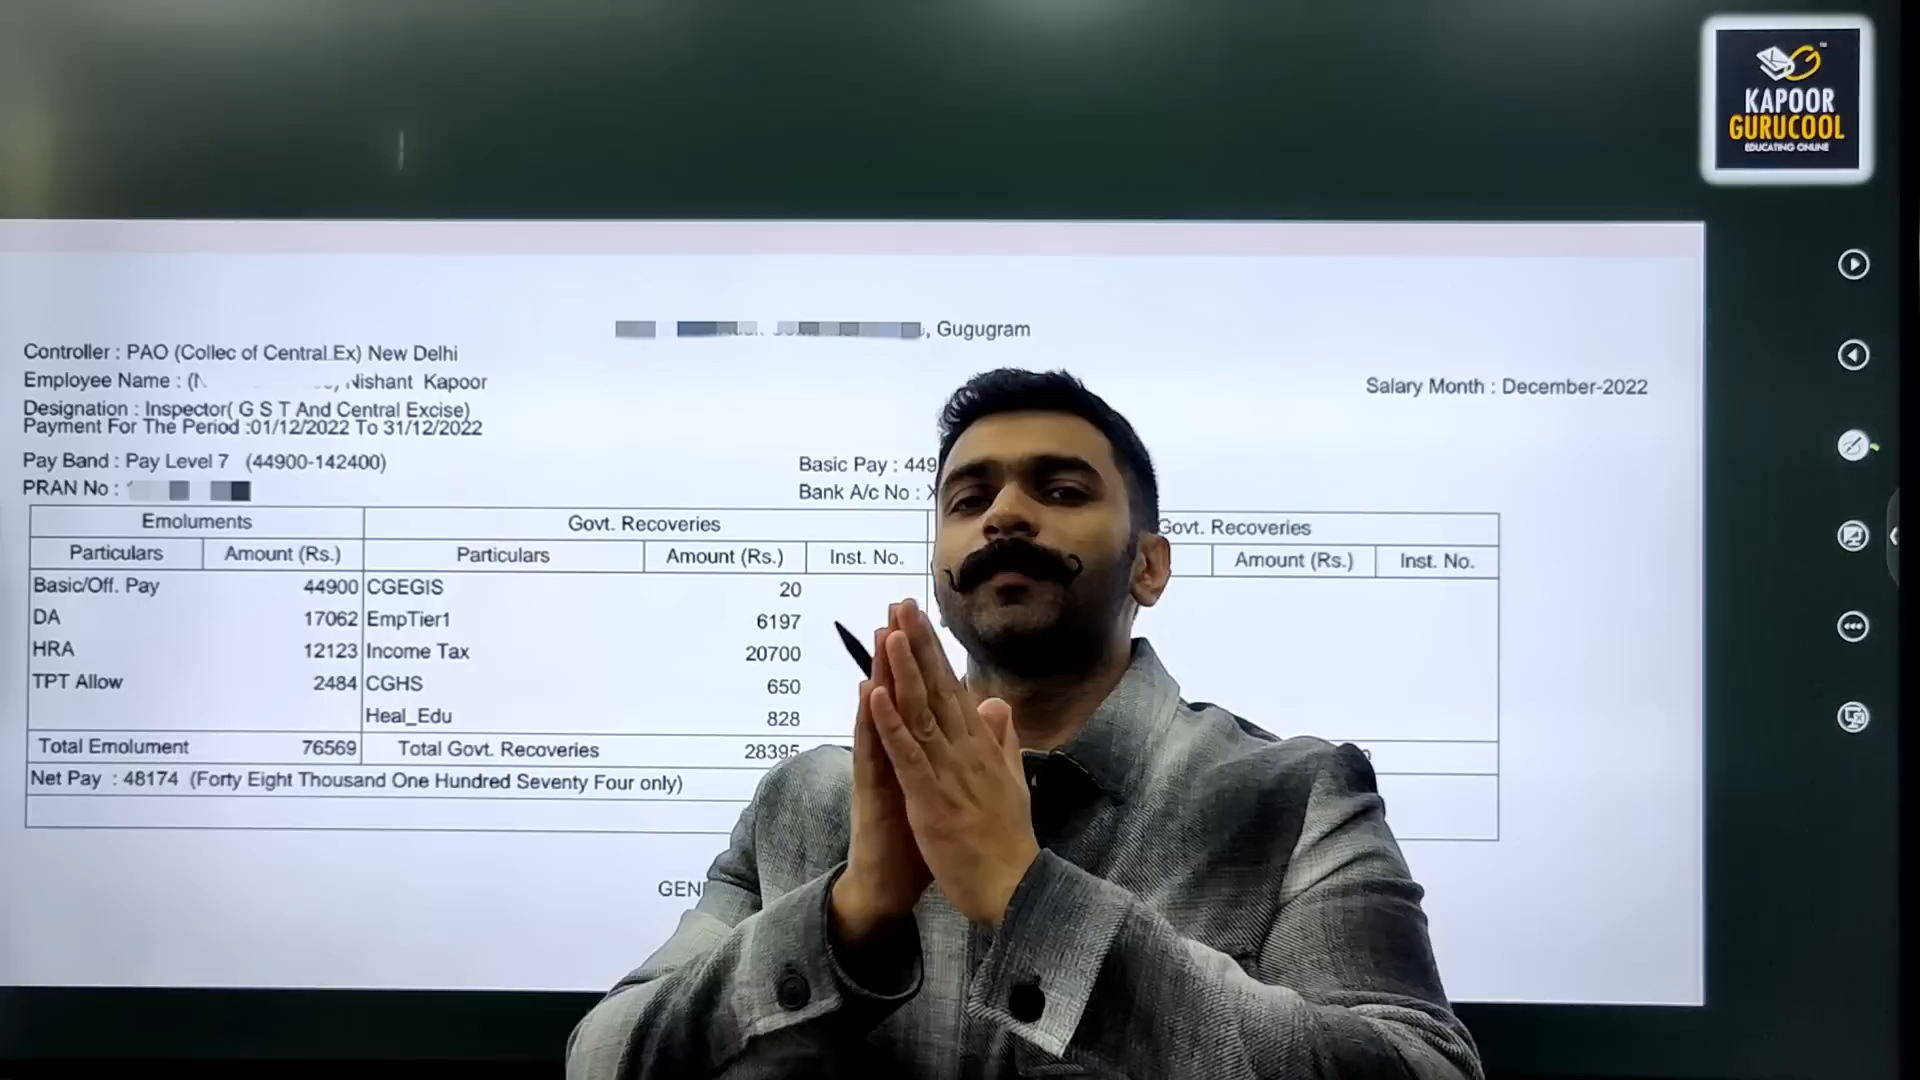 KAPOOR
GURUCOOL
EDUCATING ONLINE
, Gugugram
Controller : PAO (Collec of Central Ex) New Delhi
Employee Name : (N Nishant Kapoor
Salary Month : December-2022
Designation : Inspector( G S T And Central Excise)
Payment For The Period :01/12/2022 To 31/12/2022
Pay Band : Pay Level 7 (44900-142400)
Basic Pay : 449
PRAN No :
Bank A/c No : X
Emoluments Govt. Recoveries Govt. Recoveries
Particulars Amount (Rs.) Particulars Amount (Rs.) Inst. No. Amount (Rs.) Inst. No.
Basic/Off. Pay 44900 CGEGIS 20
DA 17062 EmpTier1 6197
HRA 12123 Income Tax 20700
TPT Allow 2484 CGHS 650
Heal_Edu 828
Total Emolument 76569 Total Govt. Recoveries 28395
Net Pay : 48174 (Forty Eight Thousand One Hundred Seventy Four only)
GEN